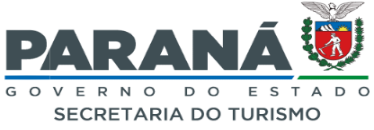 PARANÁ
GOVERNO DO ESTADO
SECRETARIA DO TURISMO